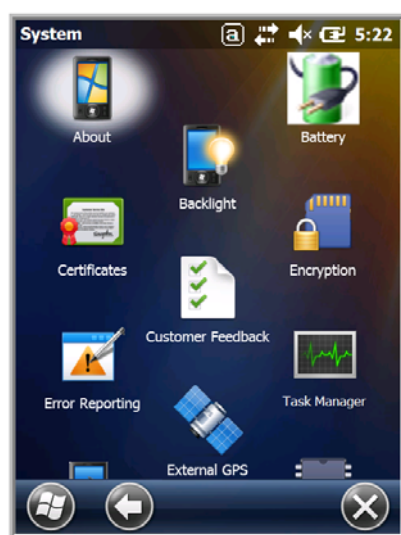 System a 5:22
About
Battery
Backlight
Certificates
Encryption
Customer Feedback
Error Reporting
Task Manager
External GPS